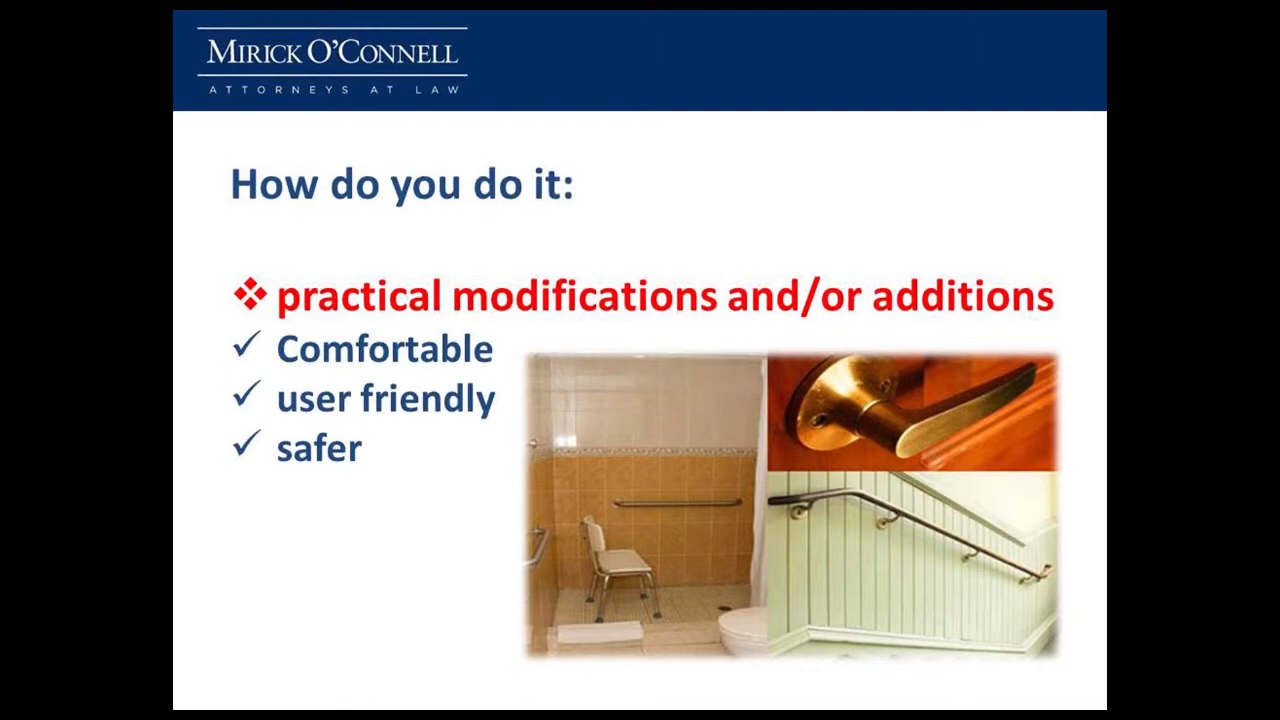 MIRICK O'CONNELL
ATTORNEYS AT LAW
How do you do it:
❖ practical modifications and/or additions
✓ Comfortable
✓ user friendly
✓ safer